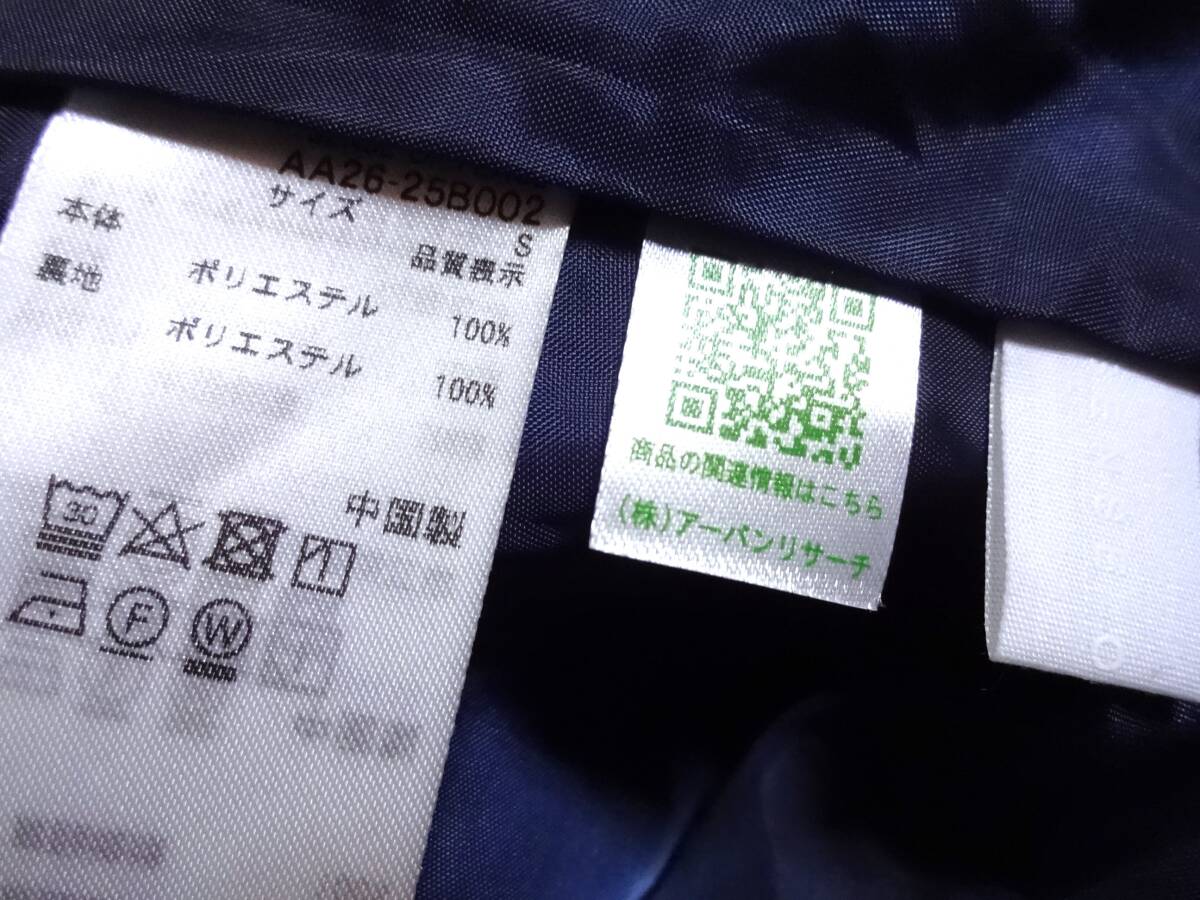 AA26-25B002
サイズ S
品質表示
本体
ポリエステル 100%
裏地
ポリエステル 100%
中国製
30
F
W
商品の関連情報はこちら
(株)アーバンリサーチ